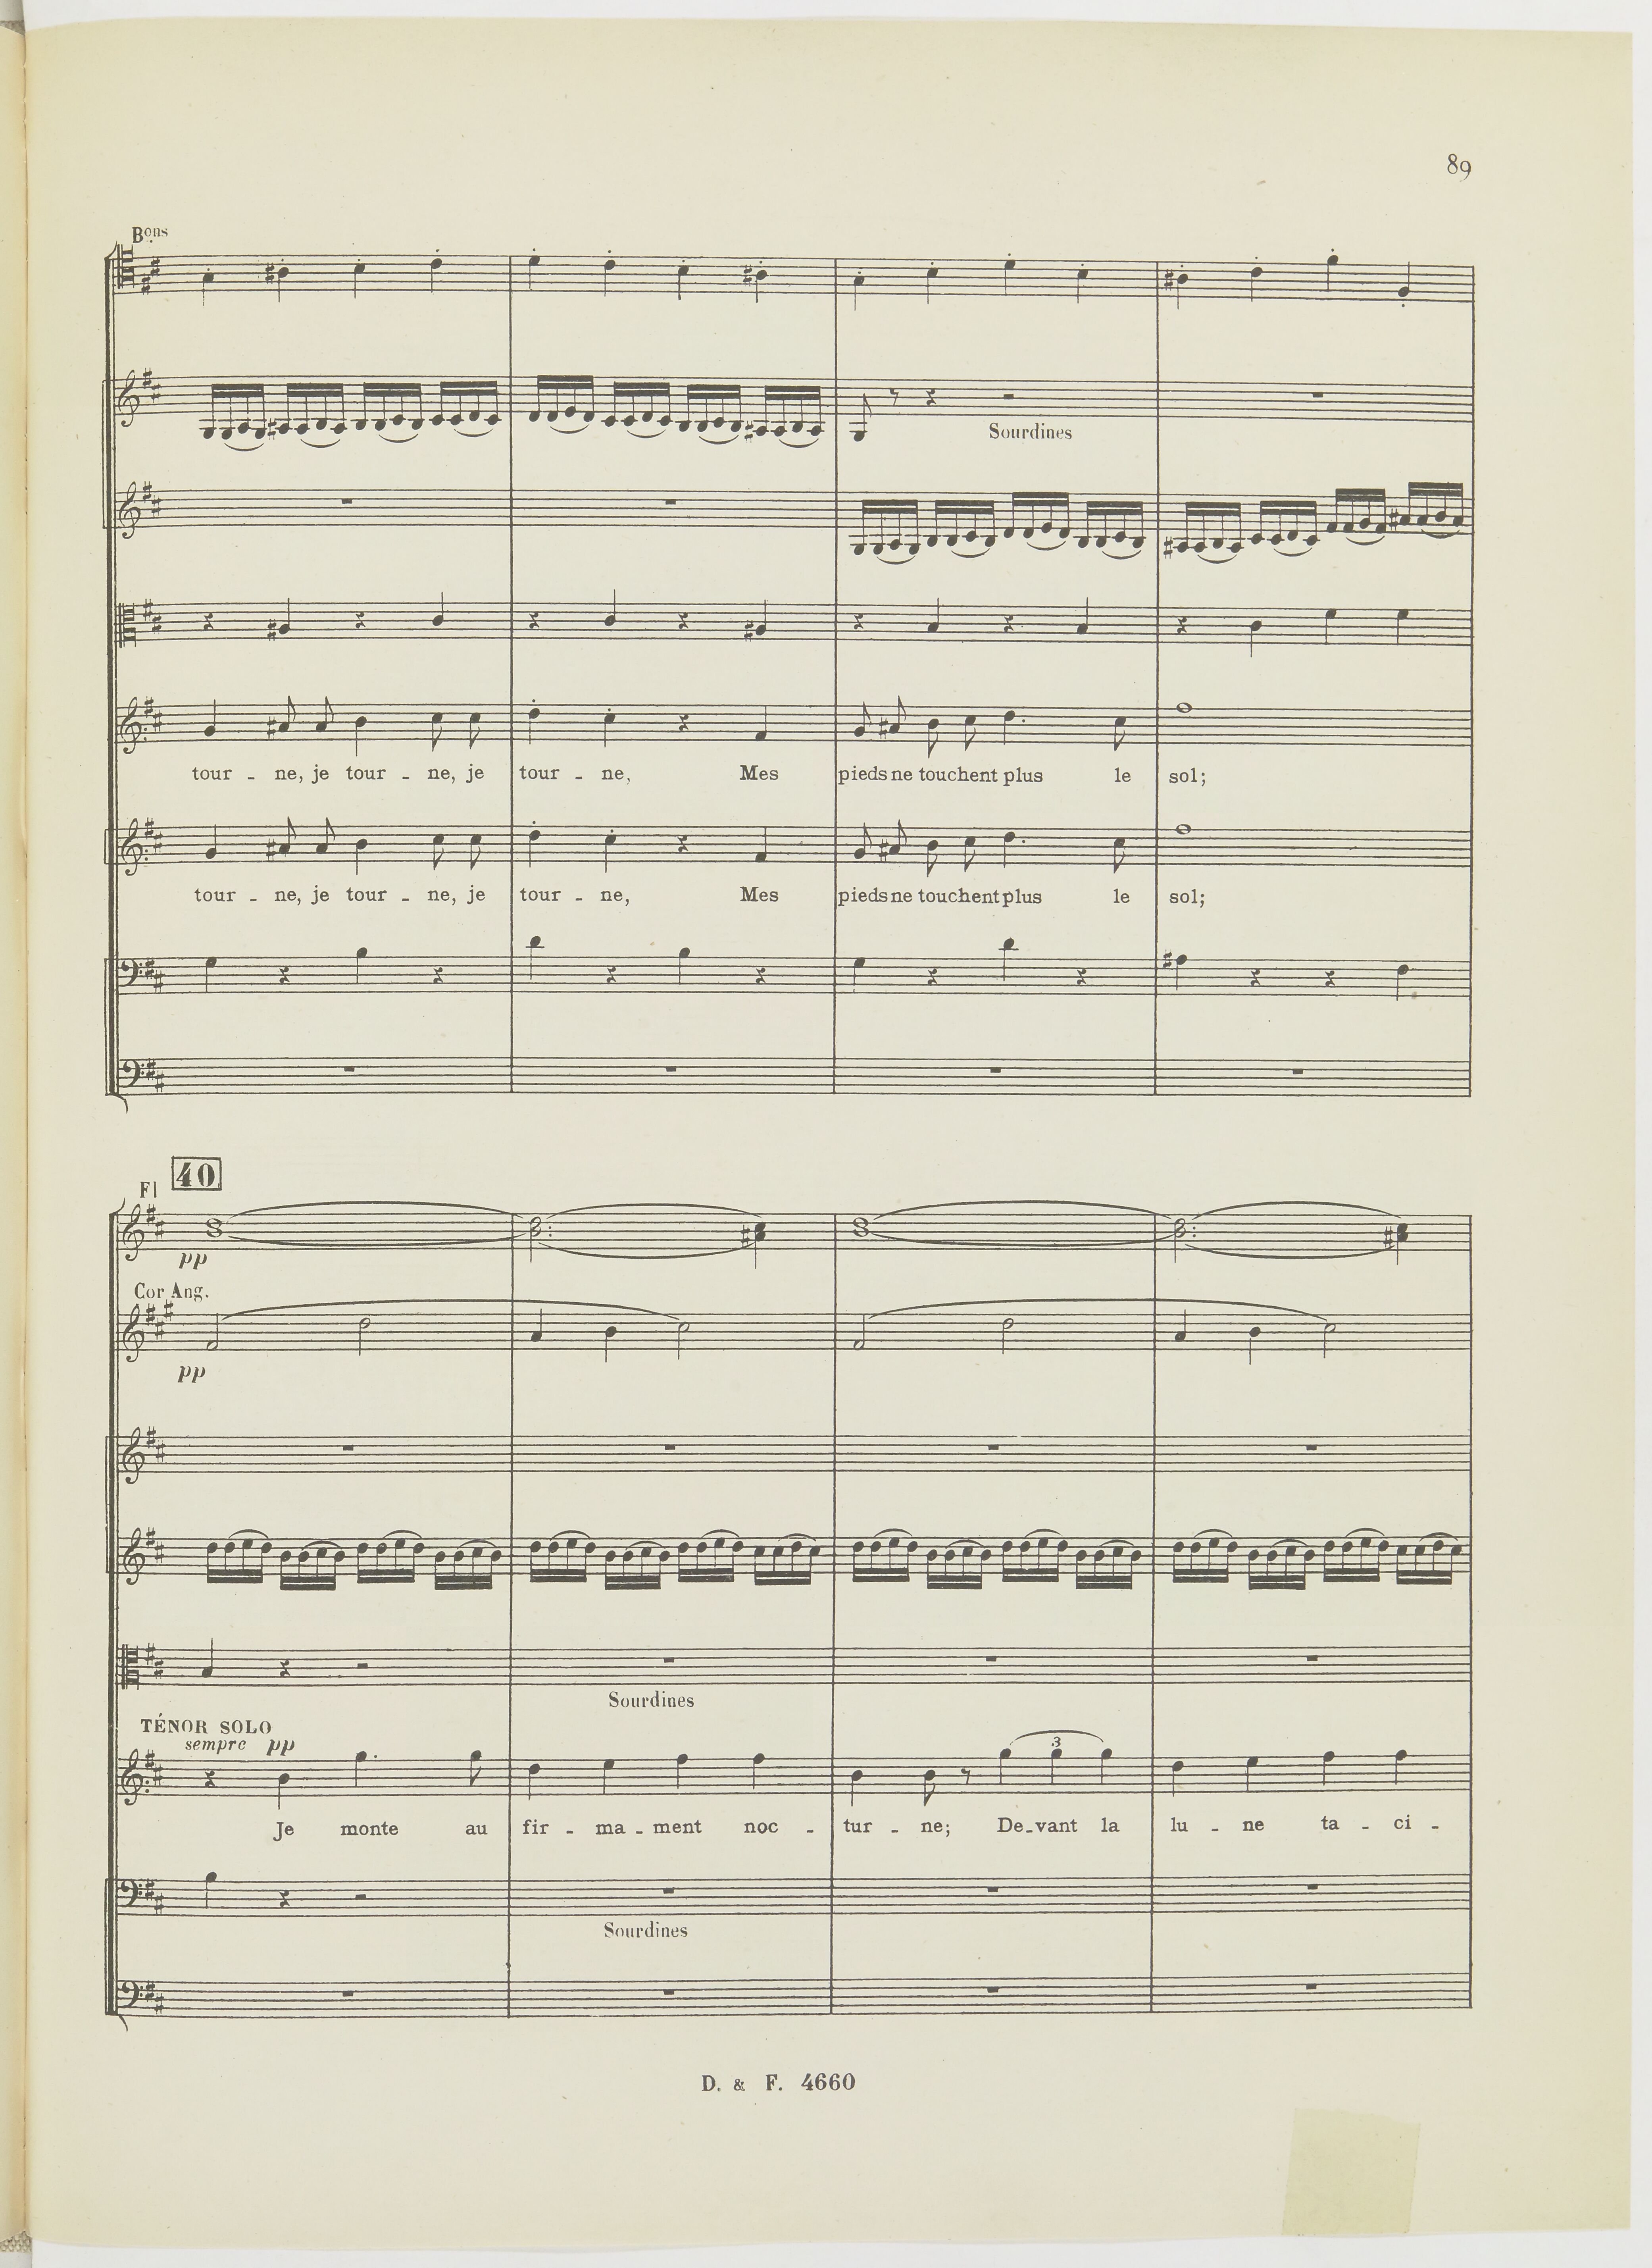 89
Bons
Sourdines
tour - ne, je tour - ne, je tour - ne, Mes pieds ne touchent plus le sol;
tour - ne, je tour - ne, je tour - ne, Mes pieds ne touchent plus le sol;
40
Fl
pp
Cor Ang.
pp
Sourdines
TÉNOR SOLO
sempre pp
3
Je monte au fir - ma - ment noc - tur - ne; De - vant la lu - ne ta - ci -
Sourdines
D. & F. 4660